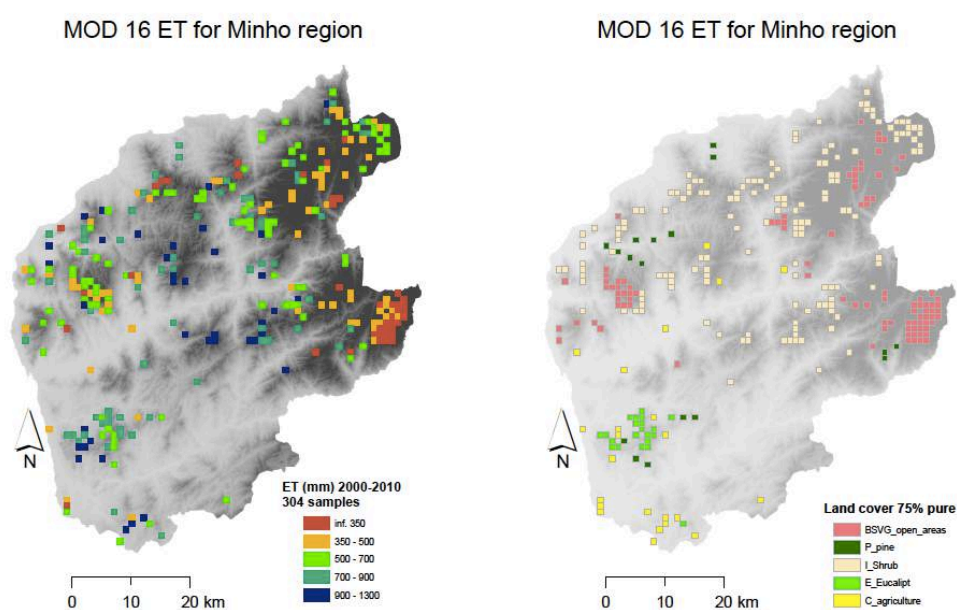 MOD 16 ET for Minho region
N
ET (mm) 2000-2010
304 samples
inf. 350
350 - 500
500 - 700
700 - 900
900 - 1300
0 10 20 km
MOD 16 ET for Minho region
N
Land cover 75% pure
BSVG_open_areas
P_pine
I_Shrub
E_Eucalipt
C_agriculture
0 10 20 km